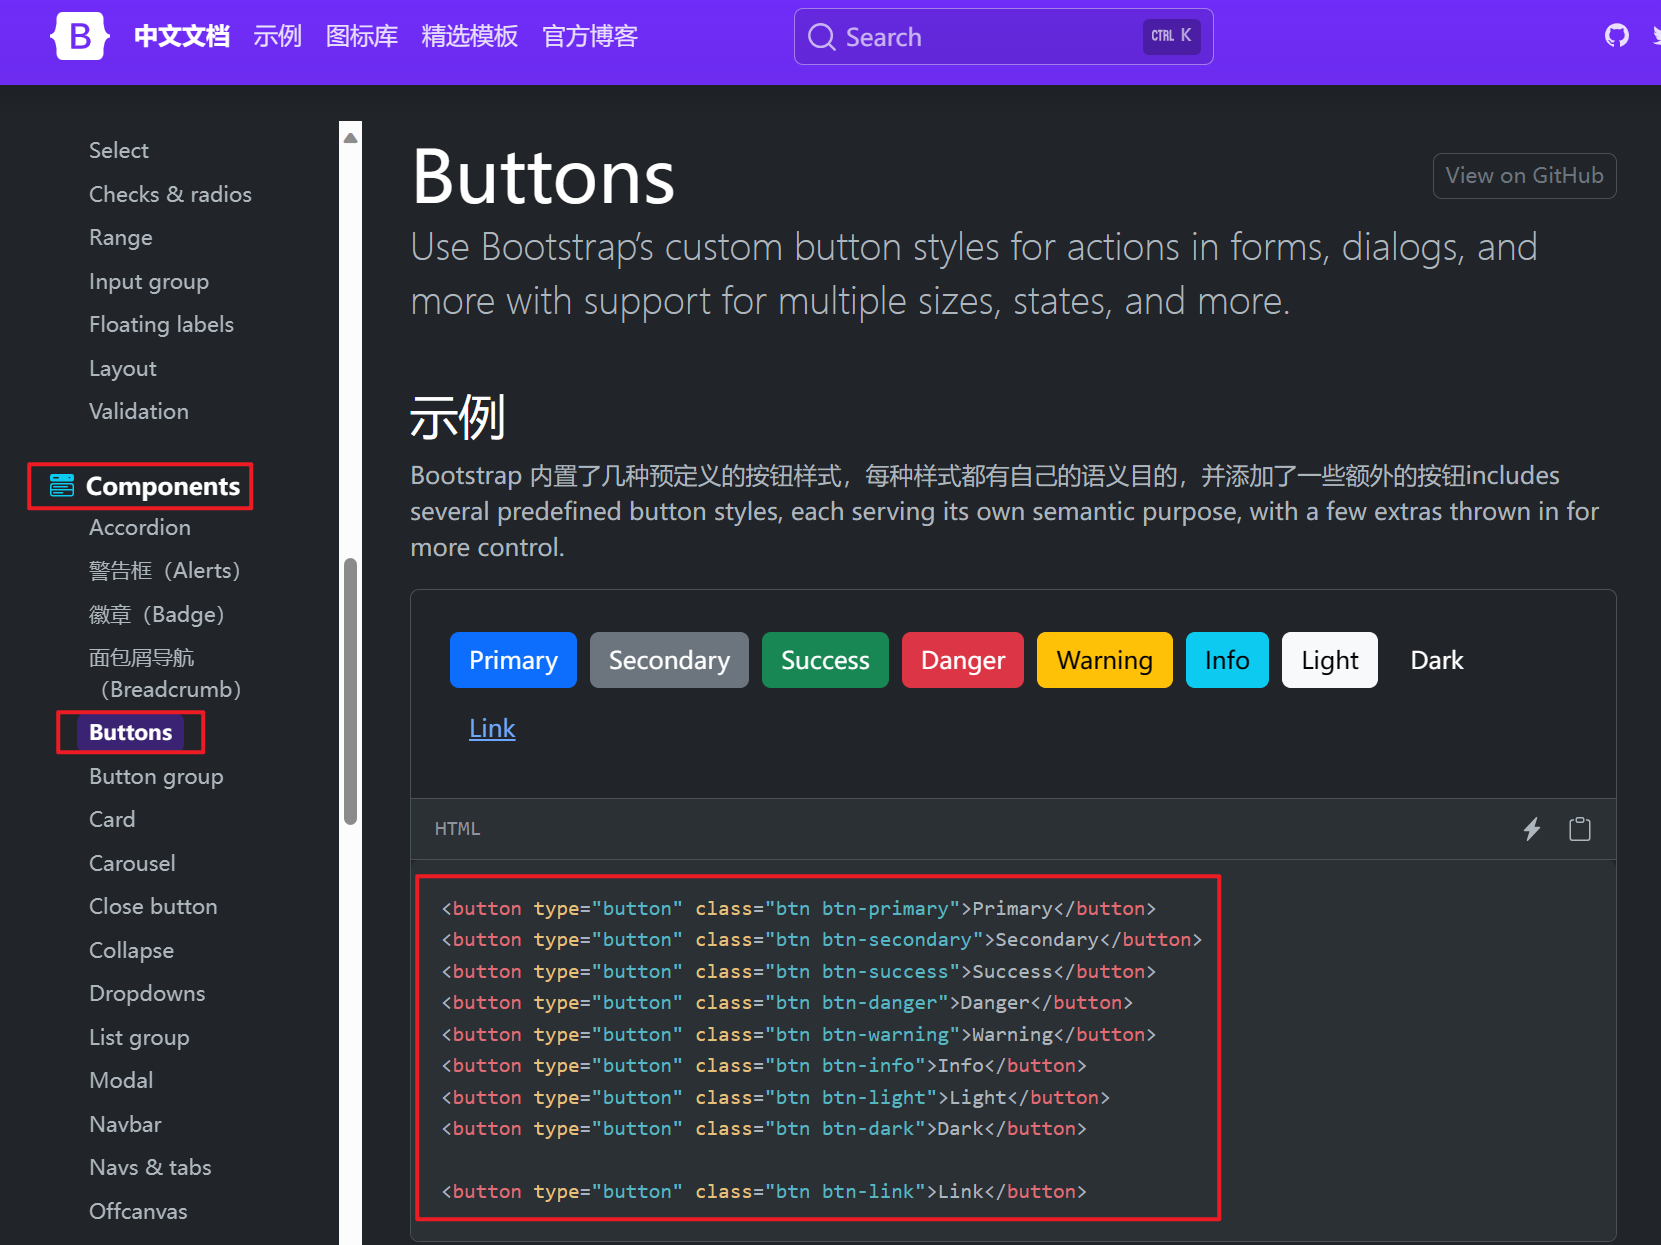 B 中文文档 示例 图标库 精选模板 官方博客 Search CTRL K
Select
Checks & radios
Range
Input group
Floating labels
Layout
Validation
Components
Accordion
警告框（Alerts）
徽章（Badge）
面包屑导航
（Breadcrumb）
Buttons
Button group
Card
Carousel
Close button
Collapse
Dropdowns
List group
Modal
Navbar
Navs & tabs
Offcanvas
Buttons
View on GitHub
Use Bootstrap’s custom button styles for actions in forms, dialogs, and
more with support for multiple sizes, states, and more.
示例
Bootstrap 内置了几种预定义的按钮样式，每种样式都有自己的语义目的，并添加了一些额外的按钮includes
several predefined button styles, each serving its own semantic purpose, with a few extras thrown in for
more control.
Primary Secondary Success Danger Warning Info Light Dark
Link
HTML
<button type="button" class="btn btn-primary">Primary</button>
<button type="button" class="btn btn-secondary">Secondary</button>
<button type="button" class="btn btn-success">Success</button>
<button type="button" class="btn btn-danger">Danger</button>
<button type="button" class="btn btn-warning">Warning</button>
<button type="button" class="btn btn-info">Info</button>
<button type="button" class="btn btn-light">Light</button>
<button type="button" class="btn btn-dark">Dark</button>
<button type="button" class="btn btn-link">Link</button>